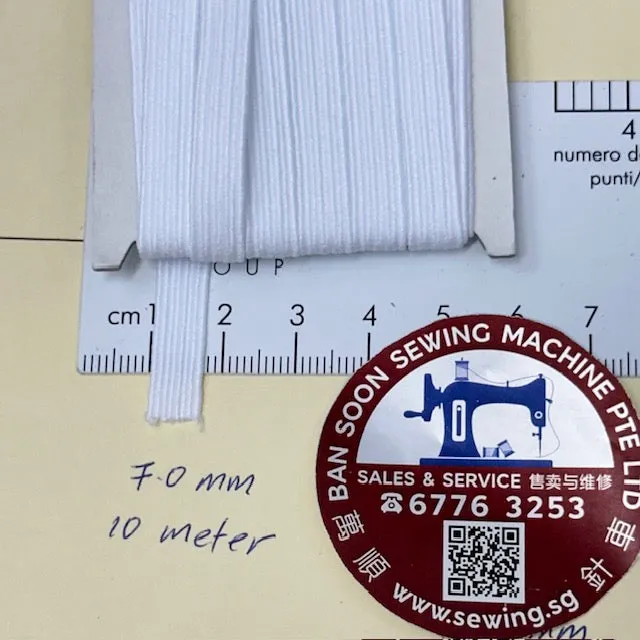 4
numero d
punti/
OUP
cm 1 2 3 4 5 6 7
7.0 mm
10 meter
BAN SOON SEWING MACHINE PTE LTD
SALES & SERVICE 售卖与维修
☎6776 3253
萬順 針車
www.sewing.sg
mm